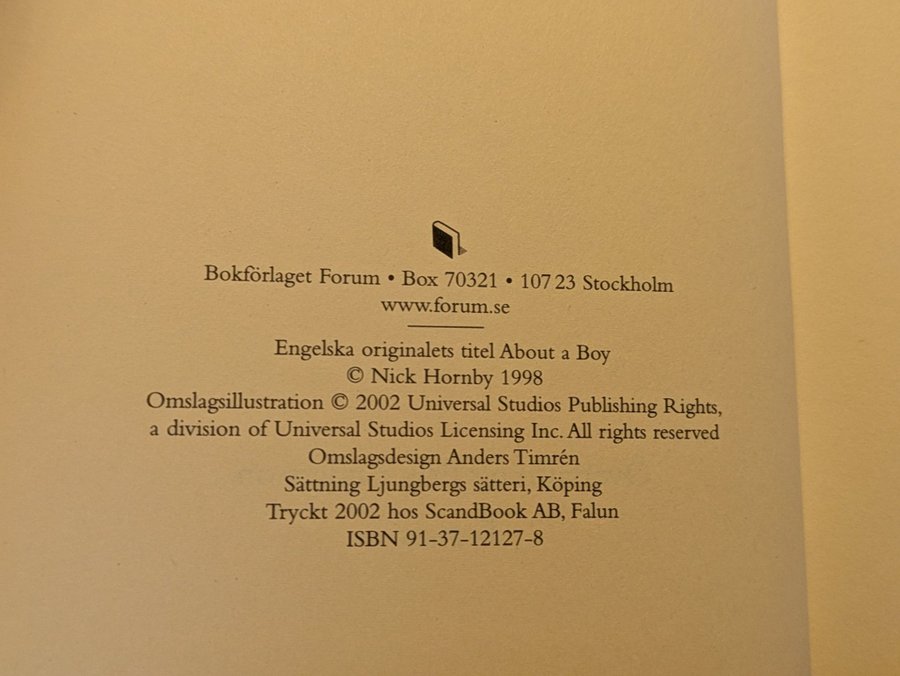 Bokförlaget Forum • Box 70321 • 107 23 Stockholm
www.forum.se
Engelska originalets titel About a Boy
© Nick Hornby 1998
Omslagsillustration © 2002 Universal Studios Publishing Rights,
a division of Universal Studios Licensing Inc. All rights reserved
Omslagsdesign Anders Timrén
Sättning Ljungbergs sätteri, Köping
Tryckt 2002 hos ScandBook AB, Falun
ISBN 91-37-12127-8